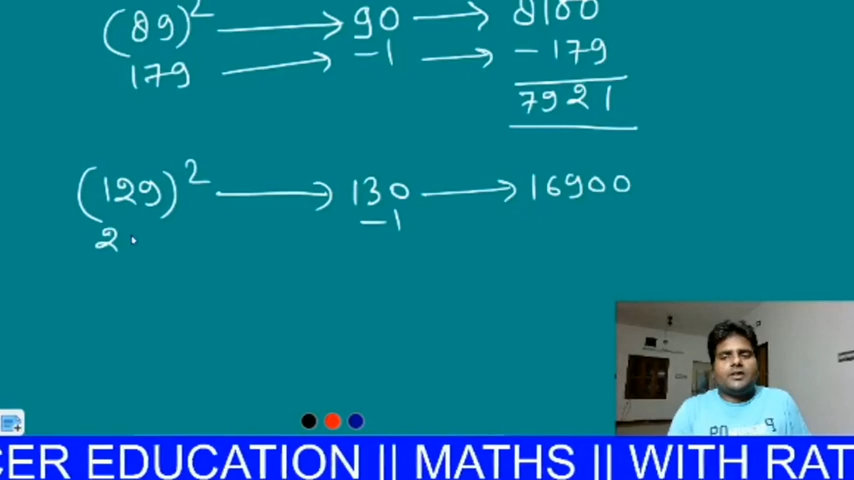 (89)² → 90 → 8100
179 → −1 → −179
7921
(129)² → 130 → 16900
2 −1
CER EDUCATION || MATHS || WITH RAT